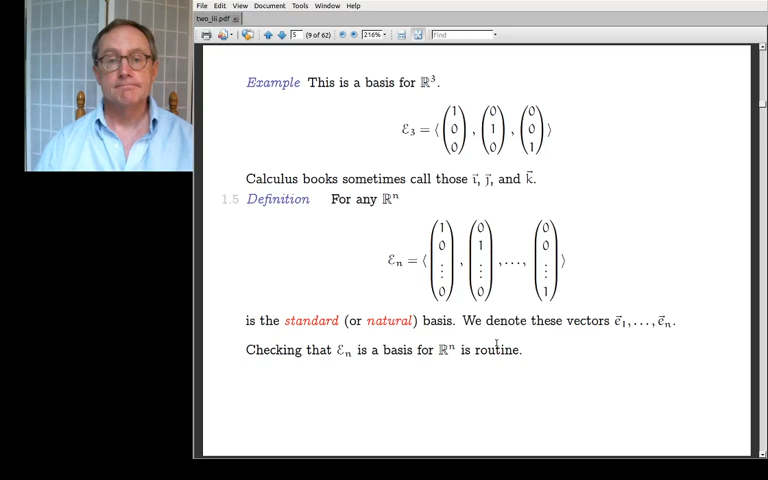 File Edit View Document Tools Window Help
two_iii.pdf
5 (9 of 62) 216% Find
Example This is a basis for ℝ³.
ℰ₃ = ⟨ (1 0 0), (0 1 0), (0 0 1) ⟩
Calculus books sometimes call those i⃗, j⃗, and k⃗.
1.5 Definition For any ℝⁿ
ℰₙ = ⟨ (1 0 ⋮ 0), (0 1 ⋮ 0), ..., (0 0 ⋮ 1) ⟩
is the standard (or natural) basis. We denote these vectors e⃗₁, ..., e⃗ₙ.
Checking that ℰₙ is a basis for ℝⁿ is routine.